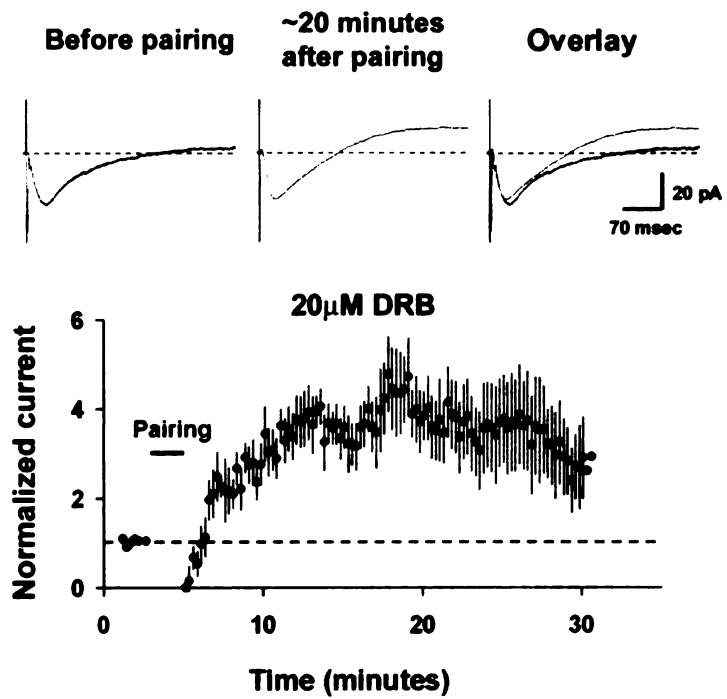 Before pairing
~20 minutes
after pairing
Overlay
20 pA
70 msec
20μM DRB
Normalized current
6
4
2
0
Pairing
0
10
20
30
Time (minutes)